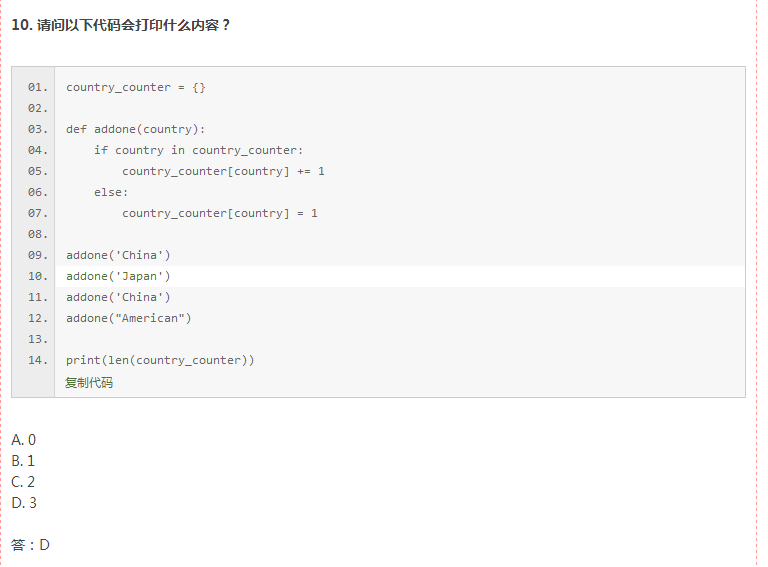 10. 请问以下代码会打印什么内容？
01. country_counter = {}
02.
03. def addone(country):
04.     if country in country_counter:
05.         country_counter[country] += 1
06.     else:
07.         country_counter[country] = 1
08.
09. addone('China')
10. addone('Japan')
11. addone('China')
12. addone("American")
13.
14. print(len(country_counter))
复制代码
A. 0
B. 1
C. 2
D. 3
答：D